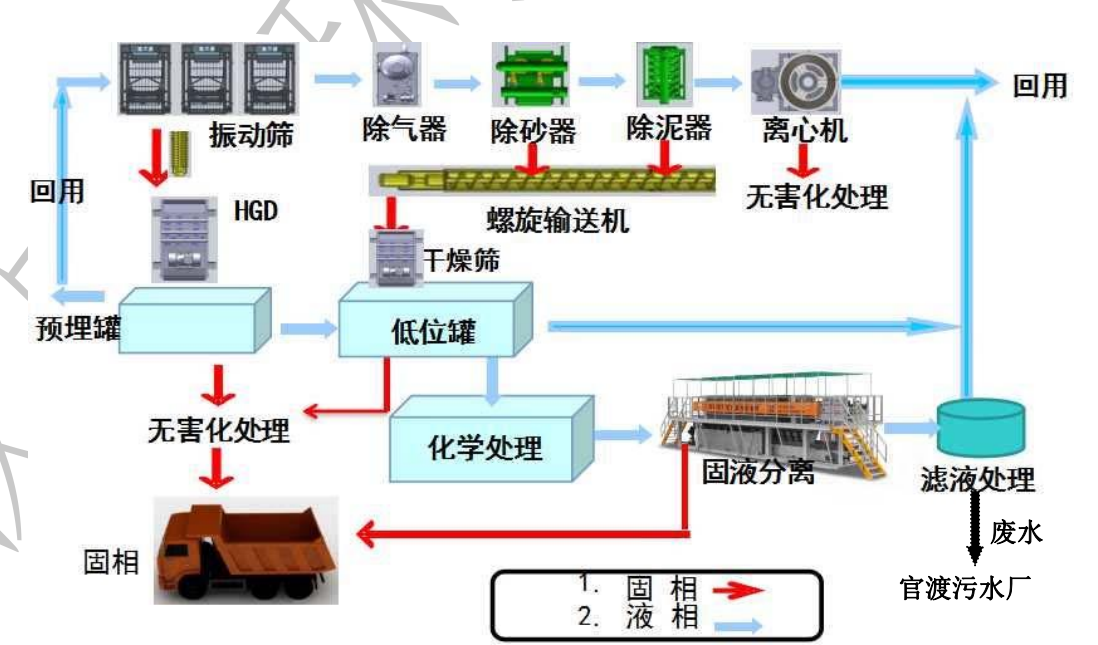 回用
振动筛
除气器
除砂器
除泥器
离心机
回用
HGD
螺旋输送机
无害化处理
干燥筛
预埋罐
低位罐
无害化处理
化学处理
固液分离
滤液处理
废水
固相
官渡污水厂
1. 固 相
2. 液 相